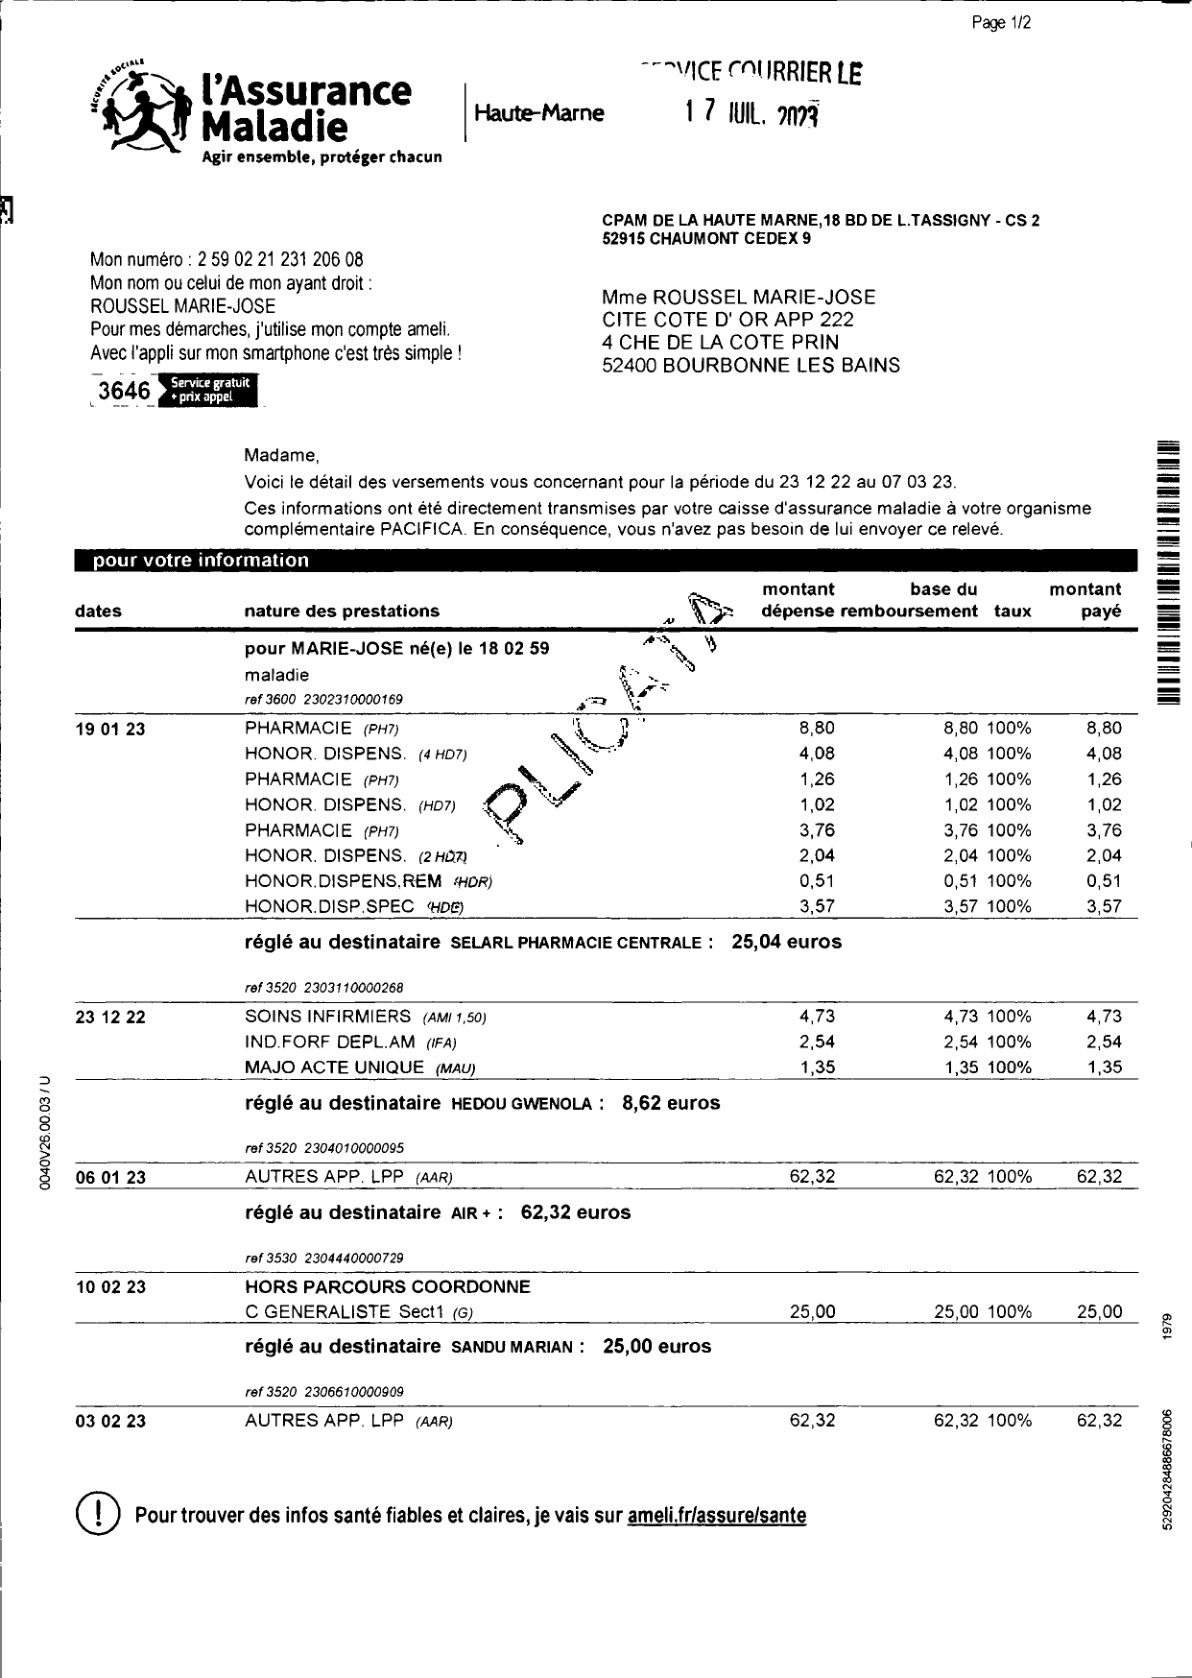 Page 1/2
SÉCURITÉ SOCIALE
l'Assurance
Maladie
Agir ensemble, protéger chacun
Haute-Marne
COURRIER LE
17 JUIL. 2023
CPAM DE LA HAUTE MARNE,18 BD DE L.TASSIGNY - CS 2
52915 CHAUMONT CEDEX 9
Mon numéro : 2 59 02 21 231 206 08
Mon nom ou celui de mon ayant droit :
ROUSSEL MARIE-JOSE
Pour mes démarches, j'utilise mon compte ameli.
Avec l'appli sur mon smartphone c'est très simple !
3646 Service gratuit
+ prix appel
Mme ROUSSEL MARIE-JOSE
CITE COTE D' OR APP 222
4 CHE DE LA COTE PRIN
52400 BOURBONNE LES BAINS
Madame,
Voici le détail des versements vous concernant pour la période du 23 12 22 au 07 03 23.
Ces informations ont été directement transmises par votre caisse d'assurance maladie à votre organisme
complémentaire PACIFICA. En conséquence, vous n'avez pas besoin de lui envoyer ce relevé.
pour votre information
dates nature des prestations montant dépense base du remboursement taux montant payé
pour MARIE-JOSE né(e) le 18 02 59
maladie
ref 3600 2302310000169
PLICATA
19 01 23 PHARMACIE (PH7) 8,80 8,80 100% 8,80
HONOR. DISPENS. (4 HD7) 4,08 4,08 100% 4,08
PHARMACIE (PH7) 1,26 1,26 100% 1,26
HONOR. DISPENS. (HD7) 1,02 1,02 100% 1,02
PHARMACIE (PH7) 3,76 3,76 100% 3,76
HONOR. DISPENS. (2 HD7) 2,04 2,04 100% 2,04
HONOR.DISPENS.REM (HDR) 0,51 0,51 100% 0,51
HONOR.DISP.SPEC (HDE) 3,57 3,57 100% 3,57
réglé au destinataire SELARL PHARMACIE CENTRALE : 25,04 euros
ref 3520 2303110000268
23 12 22 SOINS INFIRMIERS (AMI 1,50) 4,73 4,73 100% 4,73
IND.FORF DEPL.AM (IFA) 2,54 2,54 100% 2,54
MAJO ACTE UNIQUE (MAU) 1,35 1,35 100% 1,35
réglé au destinataire HEDOU GWENOLA : 8,62 euros
ref 3520 2304010000095
06 01 23 AUTRES APP. LPP (AAR) 62,32 62,32 100% 62,32
réglé au destinataire AIR + : 62,32 euros
ref 3530 2304440000729
10 02 23 HORS PARCOURS COORDONNE
C GENERALISTE Sect1 (G) 25,00 25,00 100% 25,00
réglé au destinataire SANDU MARIAN : 25,00 euros
ref 3520 2306610000909
03 02 23 AUTRES APP. LPP (AAR) 62,32 62,32 100% 62,32
! Pour trouver des infos santé fiables et claires, je vais sur ameli.fr/assure/sante
0040V26.00.03 / U
1979
529204284886678006